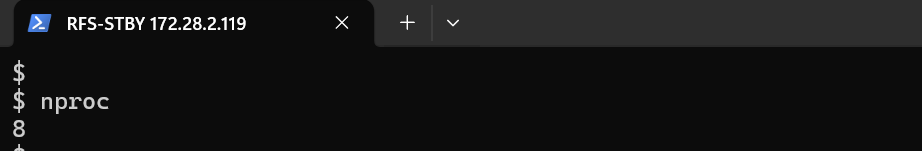 RFS-STBY 172.28.2.119
$
$ nproc
8
$